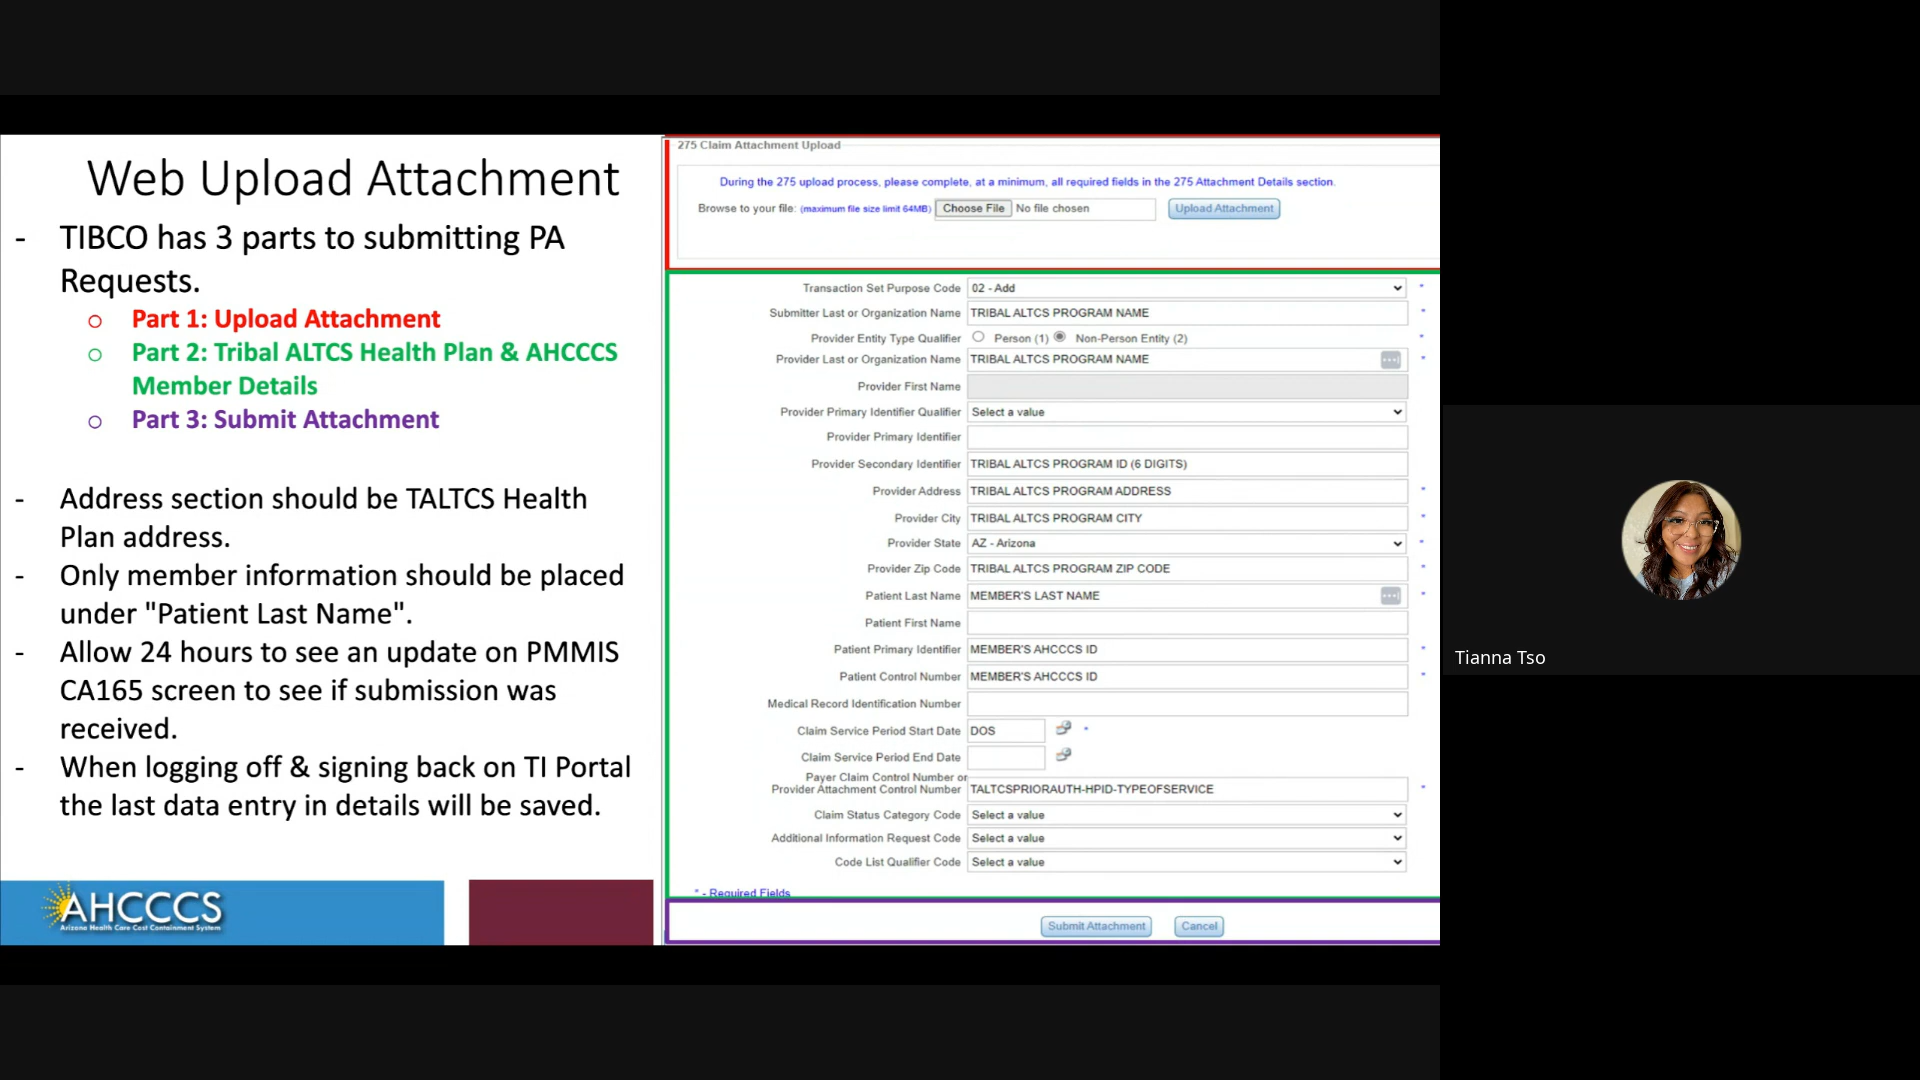 Web Upload Attachment
- TIBCO has 3 parts to submitting PA
Requests.
o Part 1: Upload Attachment
o Part 2: Tribal ALTCS Health Plan & AHCCCS
Member Details
o Part 3: Submit Attachment
- Address section should be TALTCS Health
Plan address.
- Only member information should be placed
under "Patient Last Name".
- Allow 24 hours to see an update on PMMIS
CA165 screen to see if submission was
received.
- When logging off & signing back on TI Portal
the last data entry in details will be saved.
AHCCCS
Arizona Health Care Cost Containment System
275 Claim Attachment Upload
During the 275 upload process, please complete, at a minimum, all required fields in the 275 Attachment Details section.
Browse to your file: (maximum file size limit 64MB) Choose File No file chosen Upload Attachment
Transaction Set Purpose Code 02 - Add *
Submitter Last or Organization Name TRIBAL ALTCS PROGRAM NAME *
Provider Entity Type Qualifier Person (1) Non-Person Entity (2) *
Provider Last or Organization Name TRIBAL ALTCS PROGRAM NAME *
Provider First Name
Provider Primary Identifier Qualifier Select a value
Provider Primary Identifier
Provider Secondary Identifier TRIBAL ALTCS PROGRAM ID (6 DIGITS)
Provider Address TRIBAL ALTCS PROGRAM ADDRESS *
Provider City TRIBAL ALTCS PROGRAM CITY *
Provider State AZ - Arizona *
Provider Zip Code TRIBAL ALTCS PROGRAM ZIP CODE *
Patient Last Name MEMBER'S LAST NAME *
Patient First Name
Patient Primary Identifier MEMBER'S AHCCCS ID *
Patient Control Number MEMBER'S AHCCCS ID *
Medical Record Identification Number
Claim Service Period Start Date DOS *
Claim Service Period End Date
Payer Claim Control Number or
Provider Attachment Control Number TALTCSPRIORAUTH-HPID-TYPEOFSERVICE *
Claim Status Category Code Select a value
Additional Information Request Code Select a value
Code List Qualifier Code Select a value
* - Required Fields
Submit Attachment Cancel
Tianna Tso